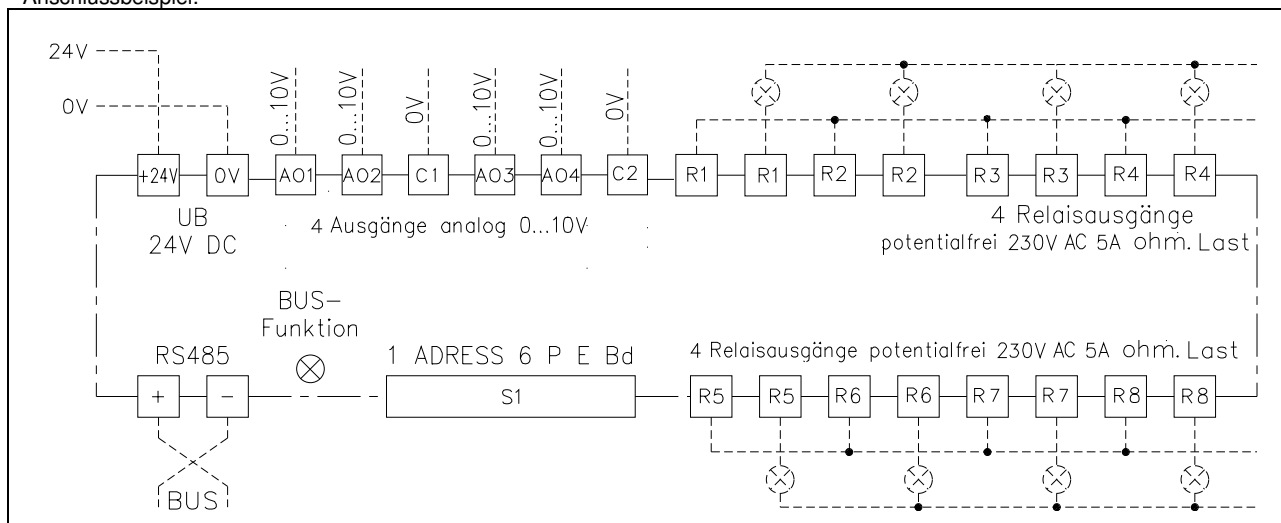 Anschlussbeispiel:
24V
0V
0...10V
0...10V
0V
0...10V
0...10V
0V
+24V 0V AO1 AO2 C1 AO3 AO4 C2 R1 R1 R2 R2 R3 R3 R4 R4
UB
24V DC
4 Ausgänge analog 0...10V
4 Relaisausgänge
potentialfrei 230V AC 5A ohm. Last
BUS-
Funktion
RS485
1 ADRESS 6 P E Bd
4 Relaisausgänge potentialfrei 230V AC 5A ohm. Last
+ - S1 R5 R5 R6 R6 R7 R7 R8 R8
BUS